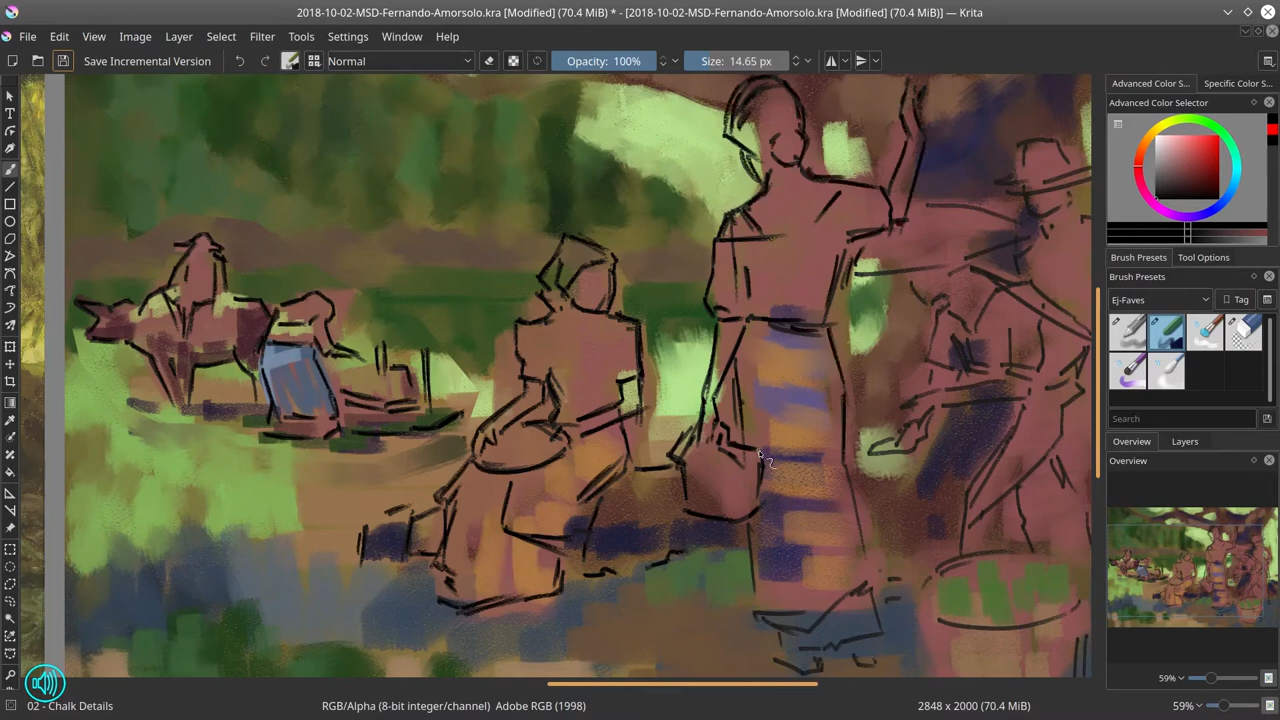 2018-10-02-MSD-Fernando-Amorsolo.kra [Modified] (70.4 MiB) * - [2018-10-02-MSD-Fernando-Amorsolo.kra [Modified] (70.4 MiB)] - Krita
File Edit View Image Layer Select Filter Tools Settings Window Help
Save Incremental Version Normal Opacity: 100% Size: 14.65 px
Advanced Color S... Specific Color S...
Advanced Color Selector
Brush Presets Tool Options
Brush Presets
Ej-Faves Tag
Search
Overview Layers
Overview
59%
02 - Chalk Details RGB/Alpha (8-bit integer/channel) Adobe RGB (1998) 2848 x 2000 (70.4 MiB) 59%